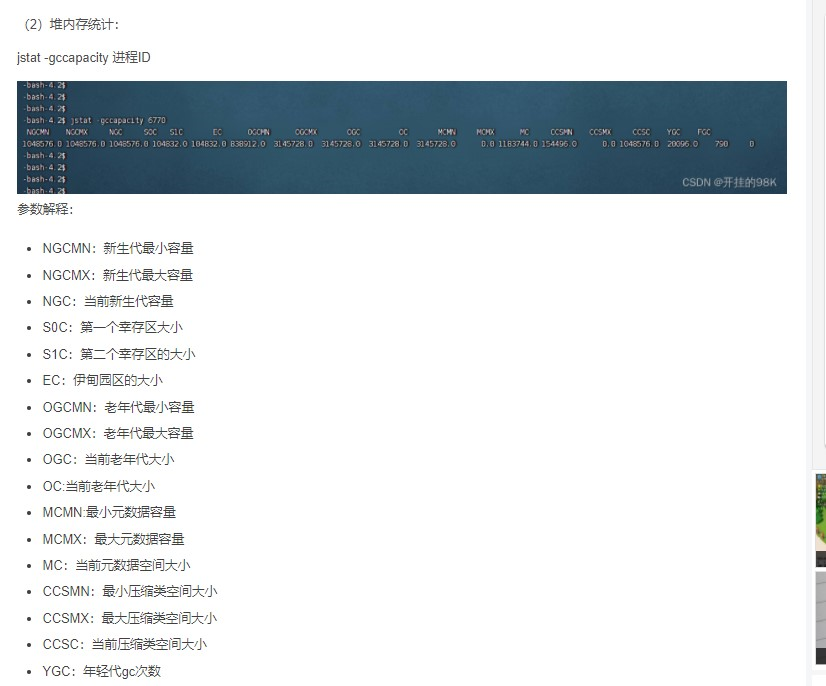 （2）堆内存统计：
jstat -gccapacity 进程ID
-bash-4.2$
-bash-4.2$
-bash-4.2$
-bash-4.2$ jstat -gccapacity 6770
NGCMN NGCMX NGC S0C S1C EC OGCMN OGCMX OGC OC MCMN MCMX MC CCSMN CCSMX CCSC YGC FGC
1048576.0 1048576.0 1048576.0 104832.0 104832.0 838912.0 3145728.0 3145728.0 3145728.0 3145728.0 0.0 1183744.0 154496.0 0.0 1048576.0 20096.0 790 0
-bash-4.2$
-bash-4.2$
-bash-4.2$
-bash-4.2$
CSDN @开挂的98K
参数解释：
• NGCMN：新生代最小容量
• NGCMX：新生代最大容量
• NGC：当前新生代容量
• S0C：第一个幸存区大小
• S1C：第二个幸存区的大小
• EC：伊甸园区的大小
• OGCMN：老年代最小容量
• OGCMX：老年代最大容量
• OGC：当前老年代大小
• OC:当前老年代大小
• MCMN:最小元数据容量
• MCMX：最大元数据容量
• MC：当前元数据空间大小
• CCSMN：最小压缩类空间大小
• CCSMX：最大压缩类空间大小
• CCSC：当前压缩类空间大小
• YGC：年轻代gc次数